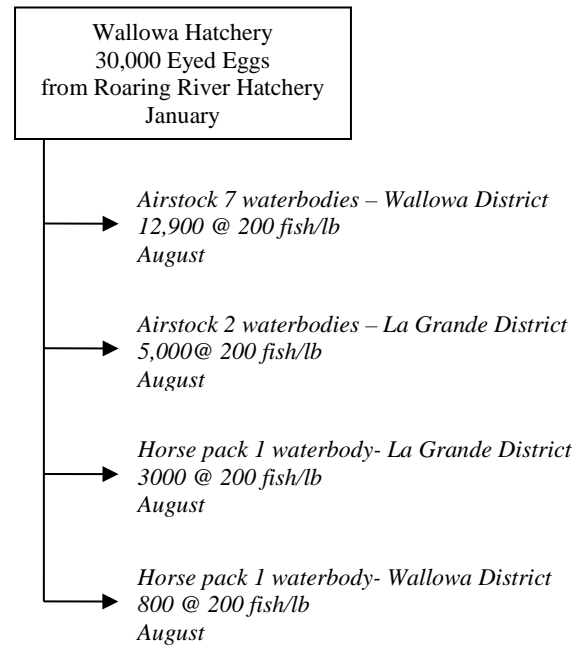 Wallowa Hatchery
30,000 Eyed Eggs
from Roaring River Hatchery
January
Airstock 7 waterbodies – Wallowa District
12,900 @ 200 fish/lb
August
Airstock 2 waterbodies – La Grande District
5,000@ 200 fish/lb
August
Horse pack 1 waterbody- La Grande District
3000 @ 200 fish/lb
August
Horse pack 1 waterbody- Wallowa District
800 @ 200 fish/lb
August